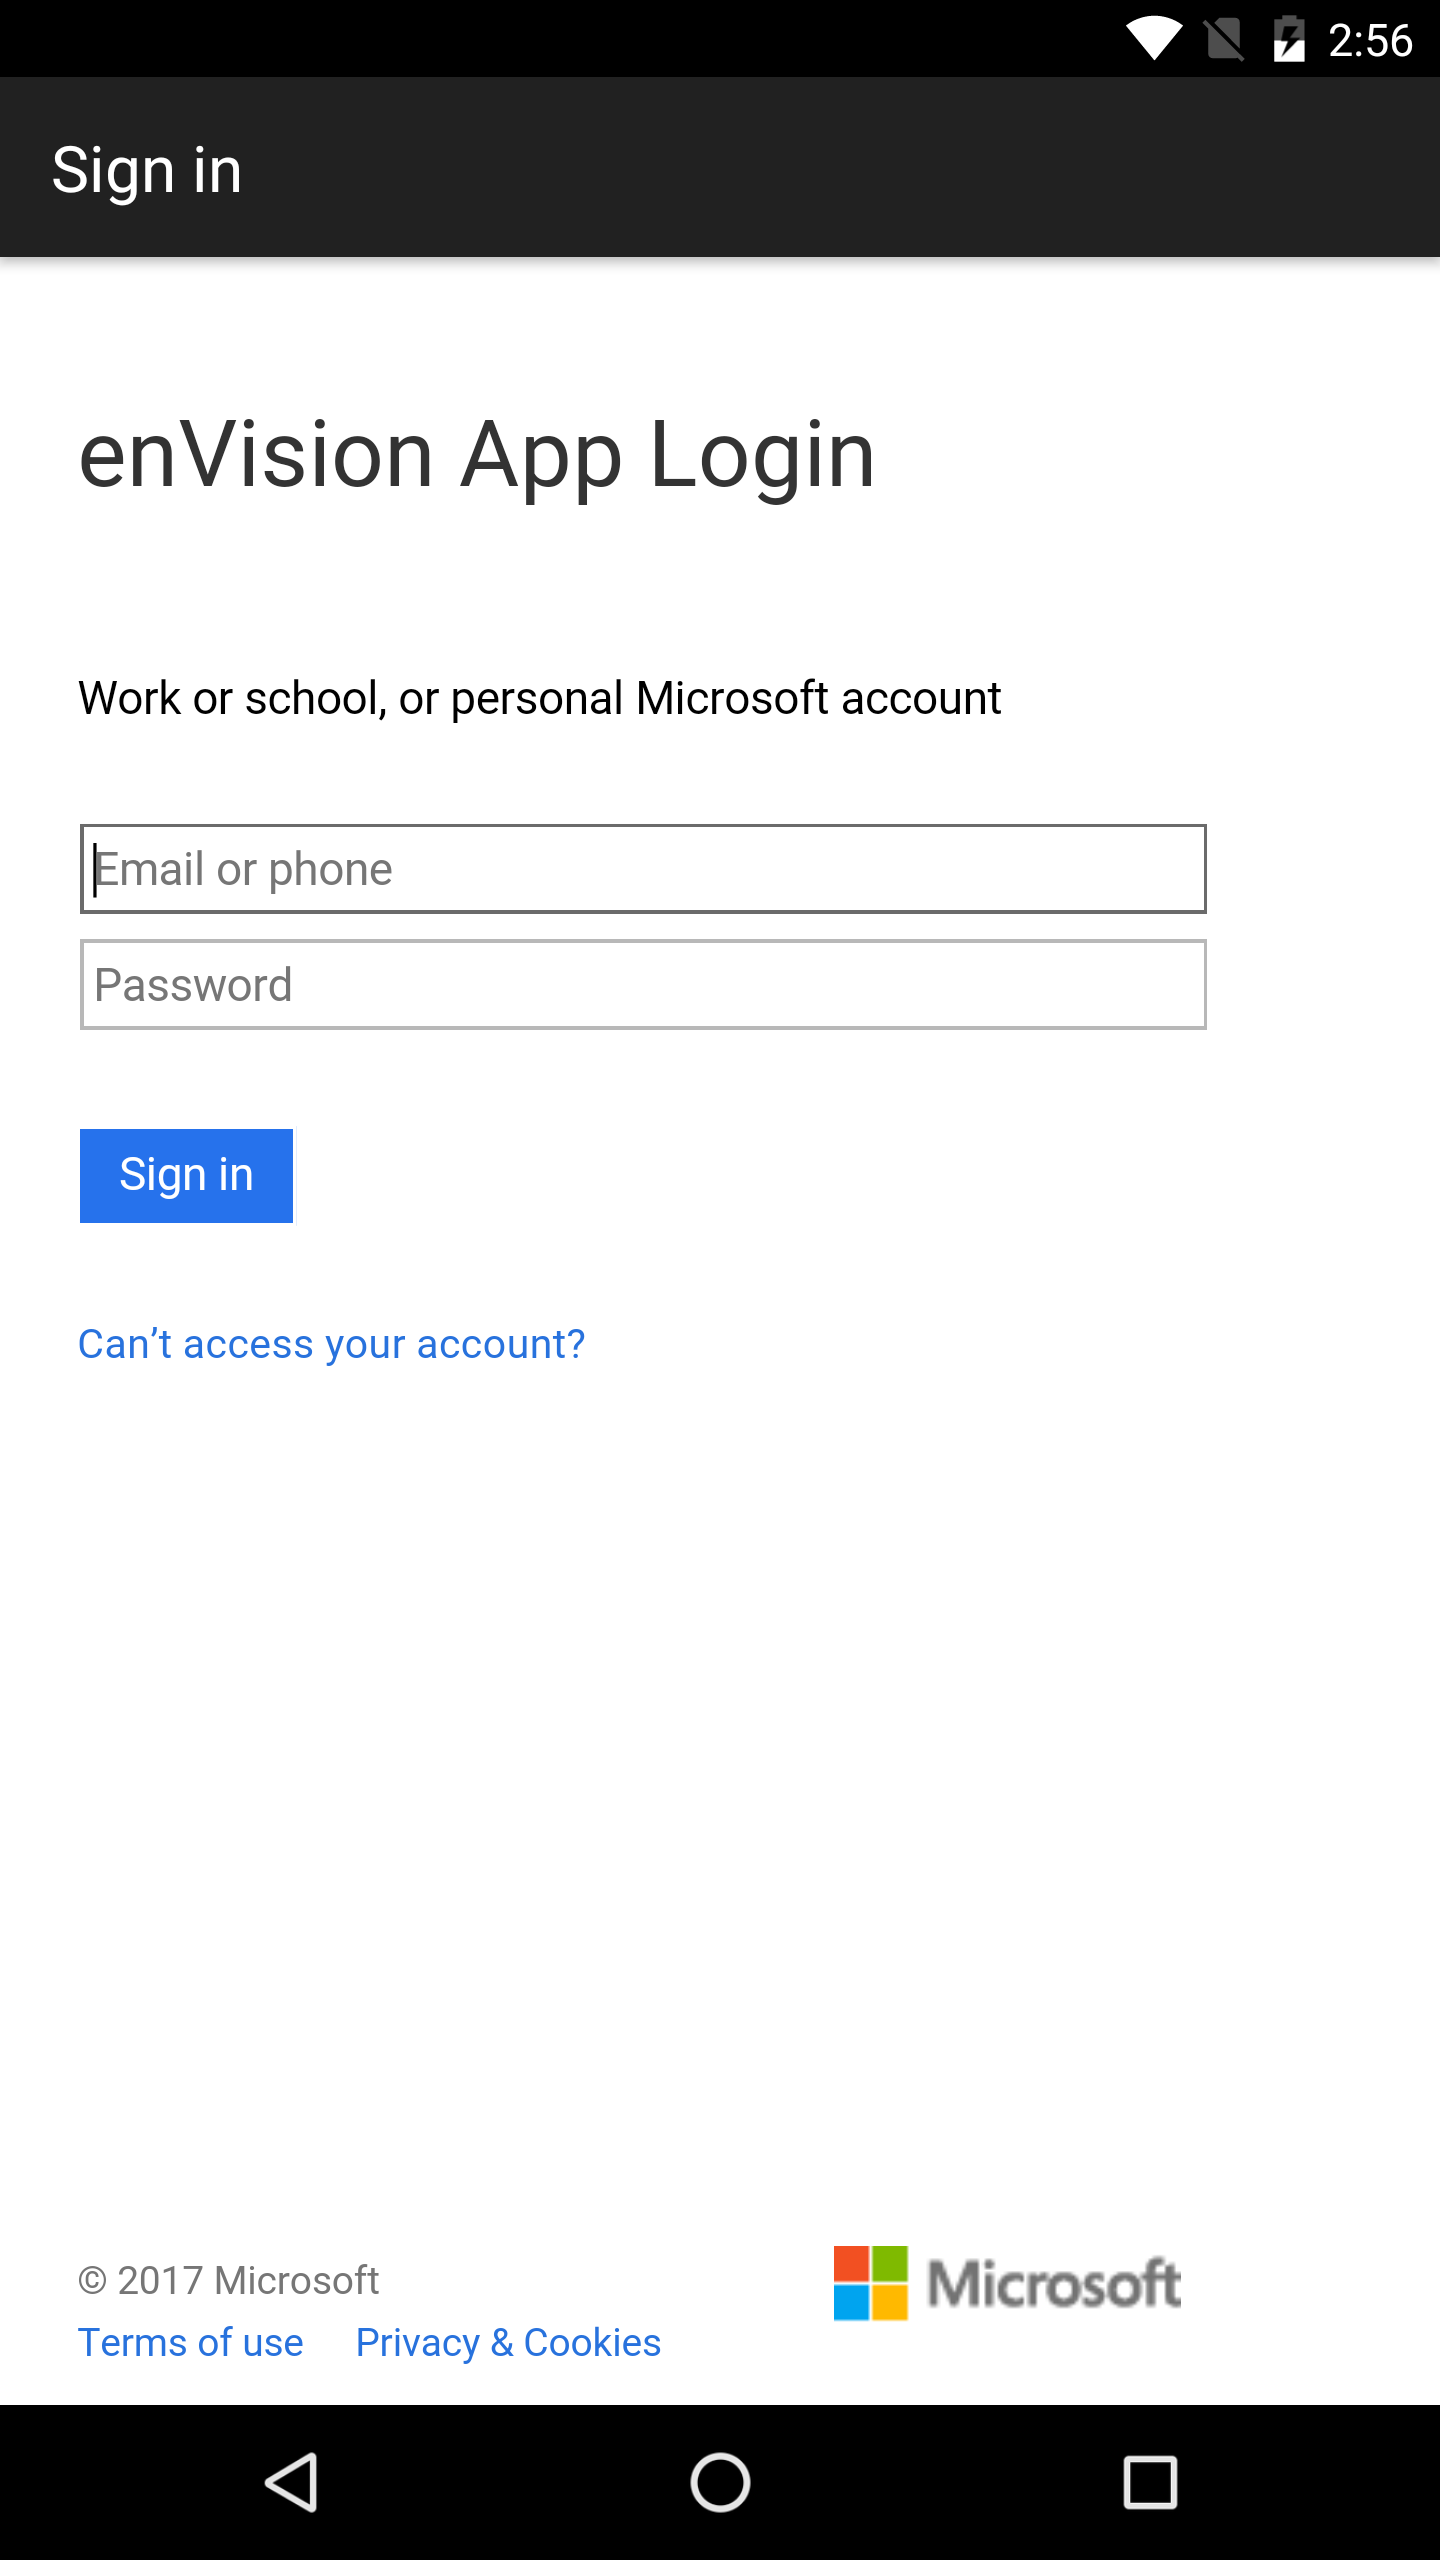 2:56
Sign in
enVision App Login
Work or school, or personal Microsoft account
Email or phone
Password
Sign in
Can’t access your account?
© 2017 Microsoft
Microsoft
Terms of use Privacy & Cookies